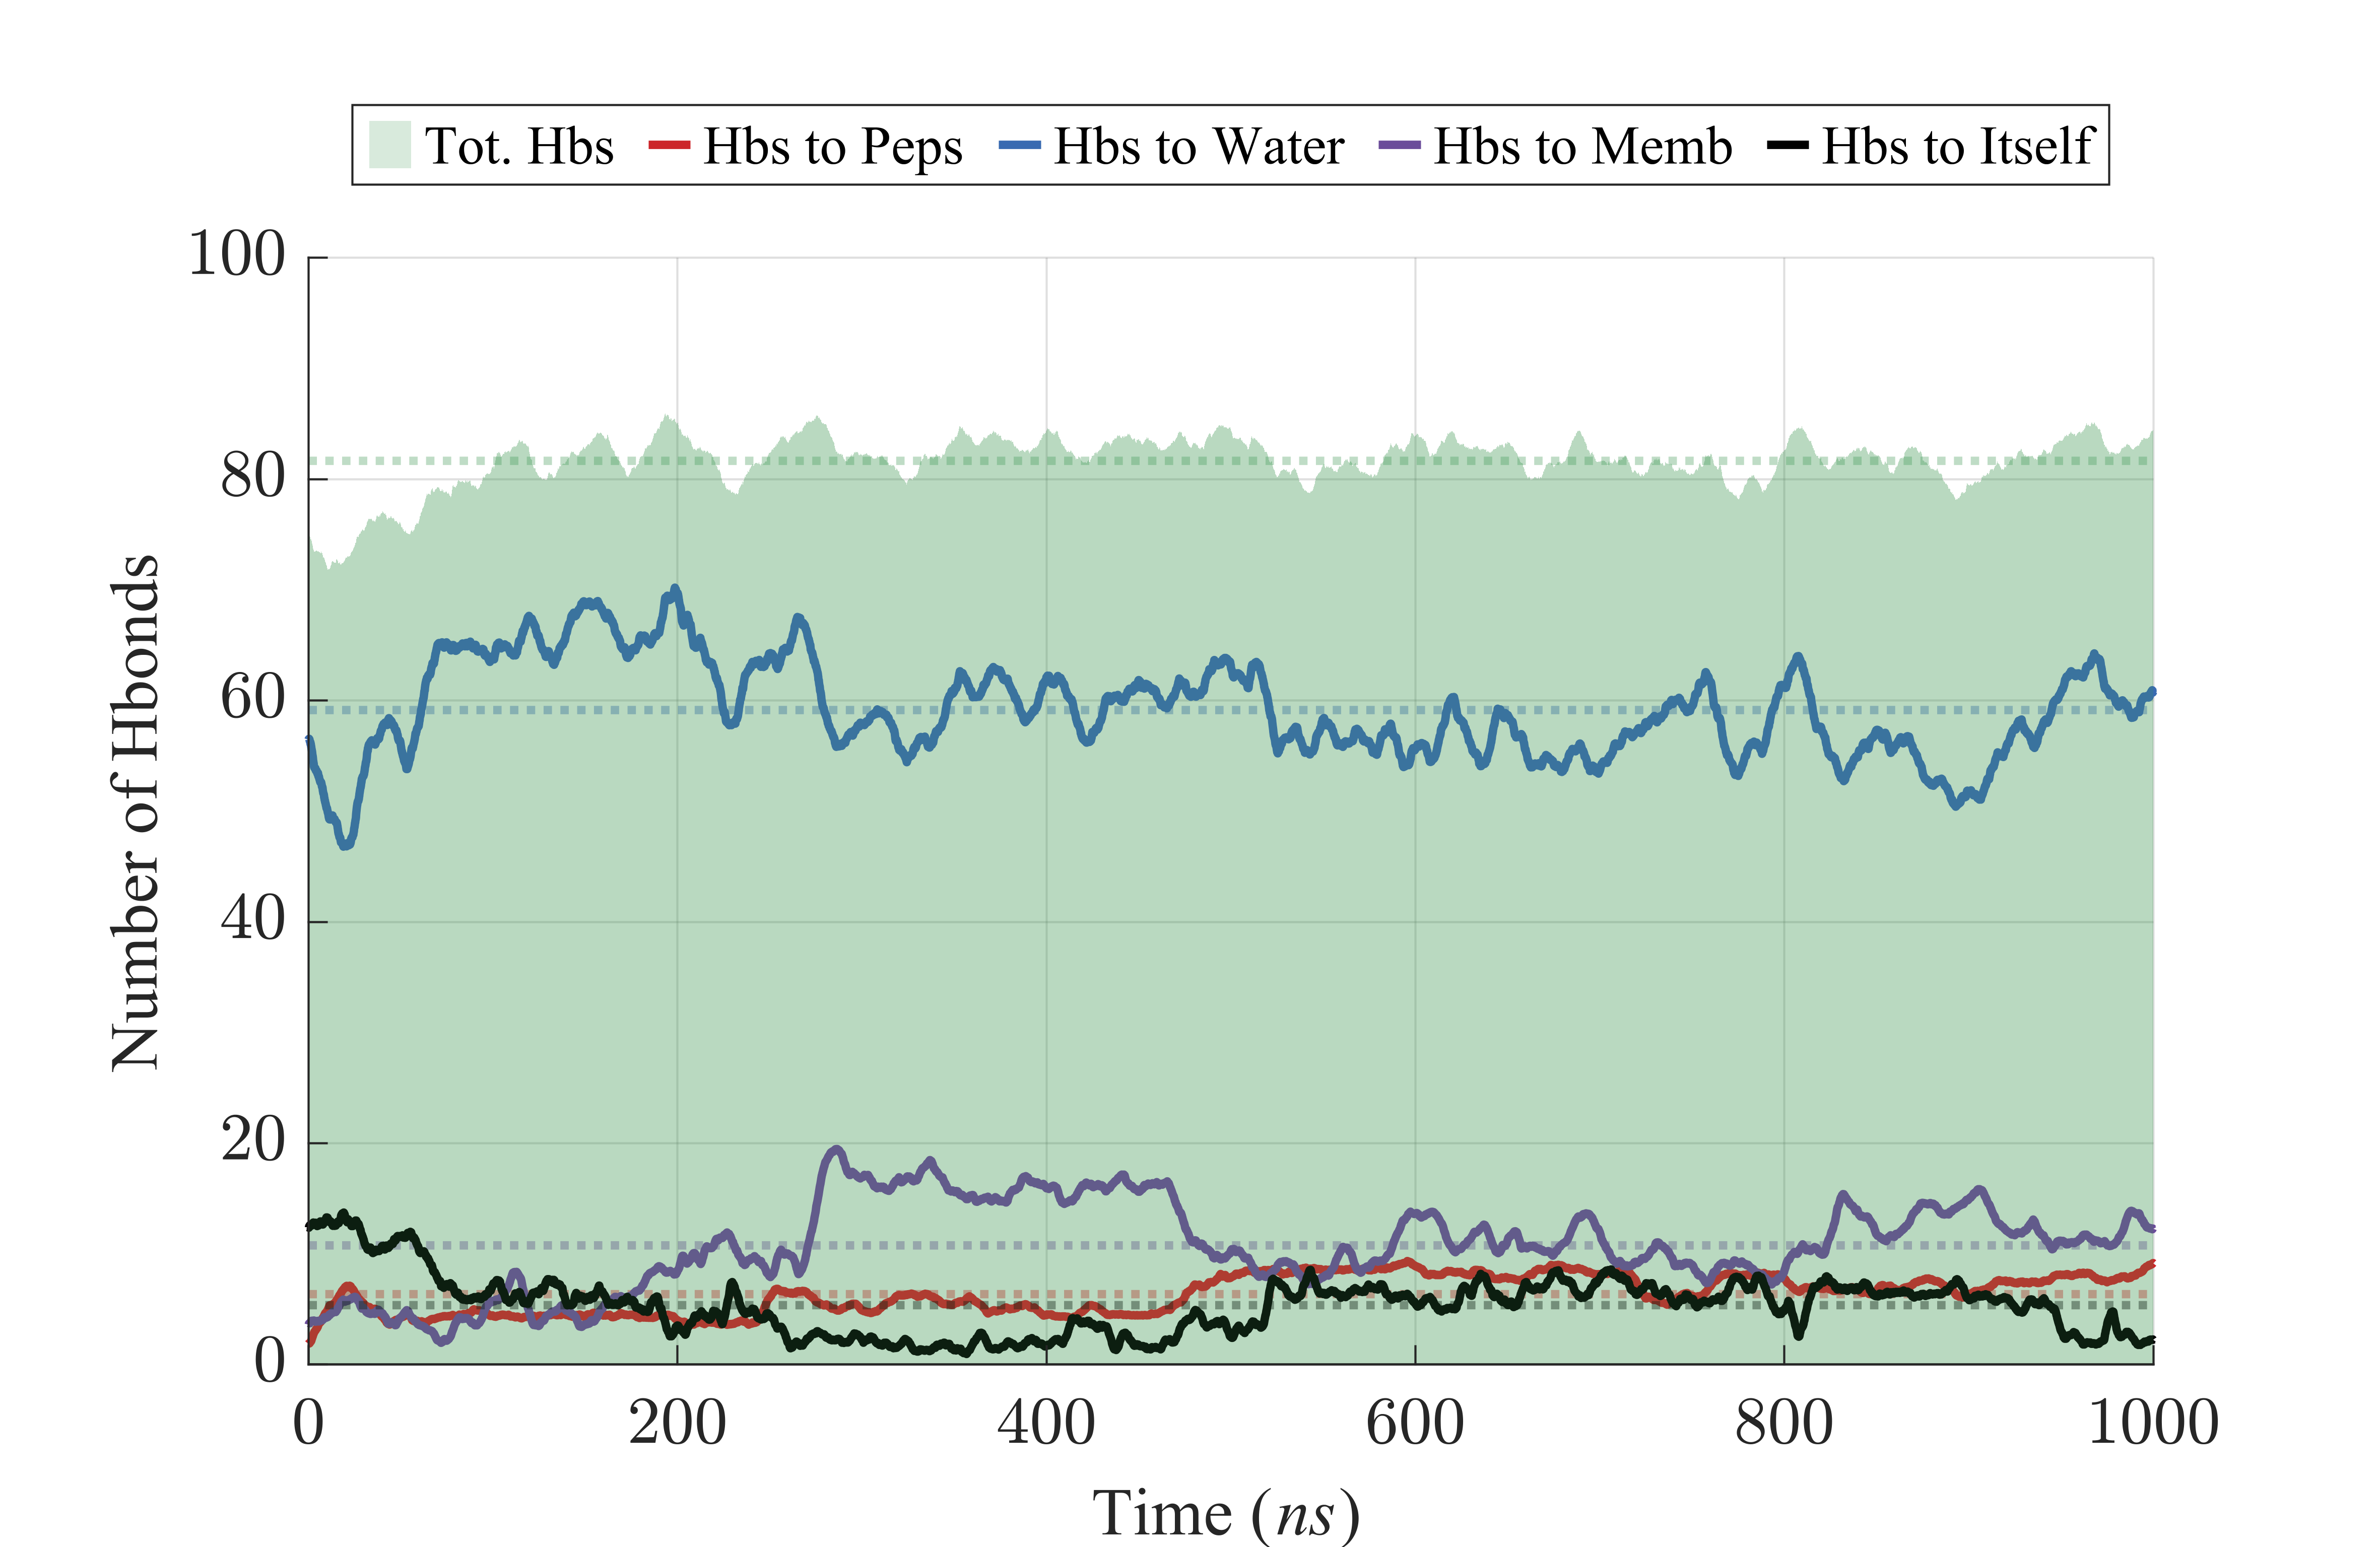 Tot. Hbs Hbs to Peps Hbs to Water Hbs to Memb Hbs to Itself
100
80
60
40
20
0
Number of Hbonds
0 200 400 600 800 1000
Time (ns)